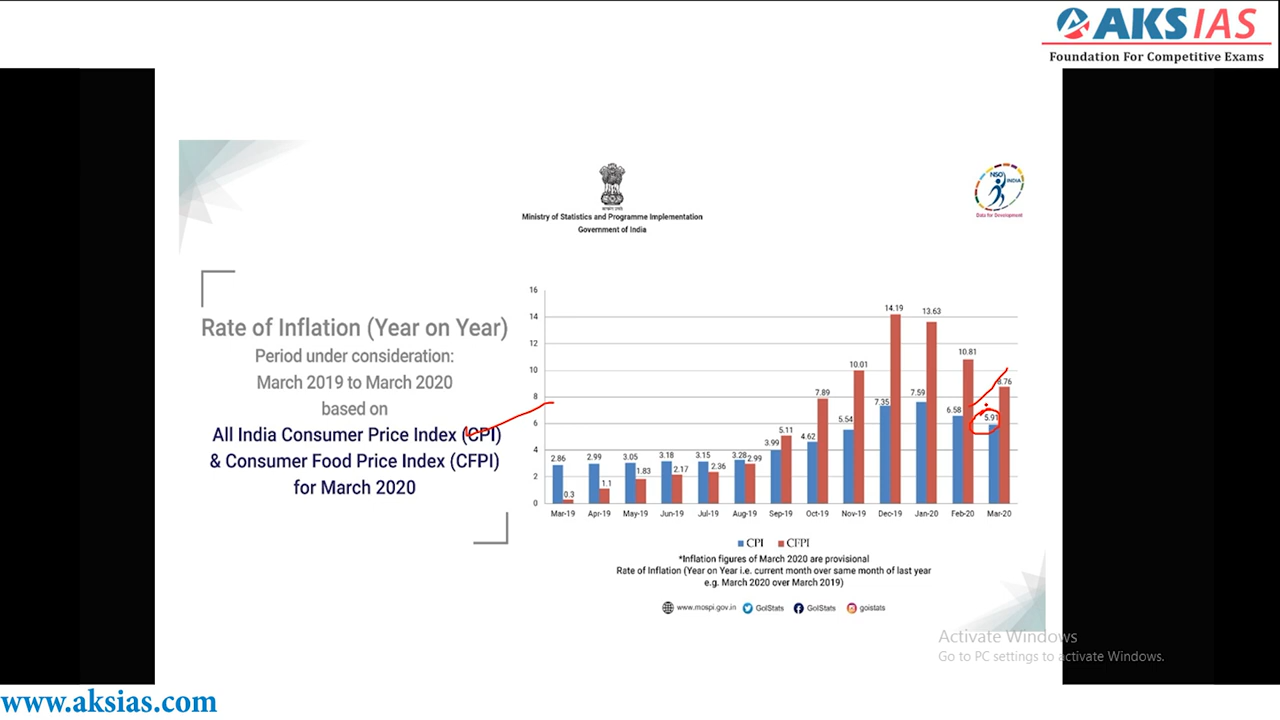 AKS IAS
Foundation For Competitive Exams
Ministry of Statistics and Programme Implementation
Government of India
NSO
INDIA
Data for Development
Rate of Inflation (Year on Year)
Period under consideration:
March 2019 to March 2020
based on
All India Consumer Price Index (CPI)
& Consumer Food Price Index (CFPI)
for March 2020
16
14
12
10
8
6
4
2
0
2.86 0.3
2.99 1.1
3.05 1.83
3.18 2.17
3.15 2.36
3.28 2.99
3.99 5.11
4.62 7.89
5.54 10.01
7.35 14.19
7.59 13.63
6.58 10.81
5.91 8.76
Mar-19 Apr-19 May-19 Jun-19 Jul-19 Aug-19 Sep-19 Oct-19 Nov-19 Dec-19 Jan-20 Feb-20 Mar-20
CPI CFPI
*Inflation figures of March 2020 are provisional
Rate of Inflation (Year on Year i.e. current month over same month of last year
e.g. March 2020 over March 2019)
www.mospi.gov.in GoIStats GoIStats goistats
Activate Windows
Go to PC settings to activate Windows.
www.aksias.com